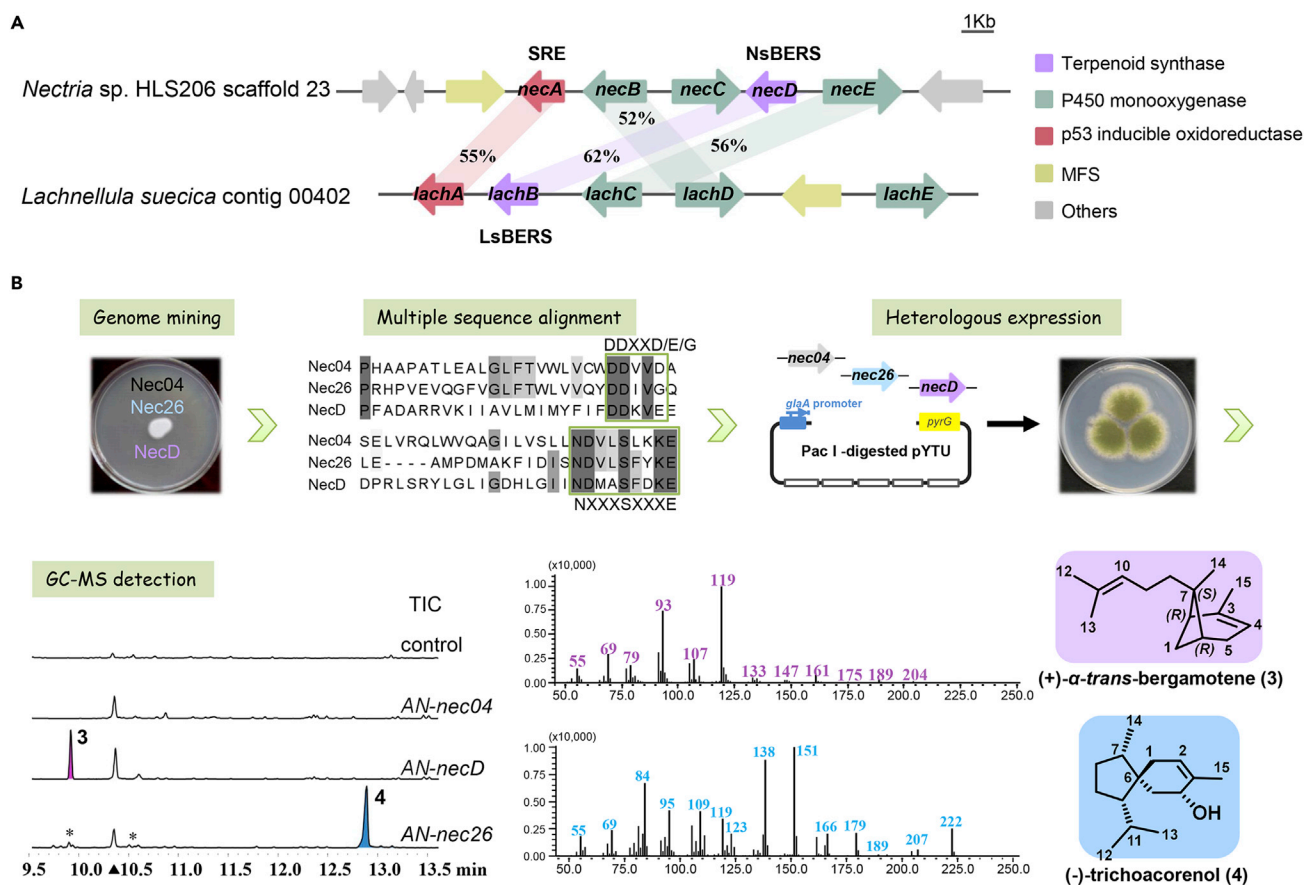 A
1Kb
SRE
NsBERS
Nectria sp. HLS206 scaffold 23
necA
necB
necC
necD
necE
52%
55%
62%
56%
Lachnellula suecica contig 00402
lachA
lachB
lachC
lachD
lachE
LsBERS
Terpenoid synthase
P450 monooxygenase
p53 inducible oxidoreductase
MFS
Others
B
Genome mining
Multiple sequence alignment
Heterologous expression
Nec04
Nec26
NecD
DDXXD/E/G
Nec04 PHAAPATLEALGLFTVWLVCWDDVVDA
Nec26 PRHPVEVQGFVGLFTWLVVQYDDIVGQ
NecD PFADARRVKIIAVLMIMYFIFDDKVEE
Nec04 SELVRQLWVQAGILVSLLNDVLSLKKE
Nec26 LE----AMPDMAKFIDISNDVLSFYKE
NecD DPRLSRYLGLIGDHLGIINDMASFDKE
NXXXSXXXE
nec04
nec26
necD
glaA promoter
pyrG
Pac I -digested pYTU
GC-MS detection
TIC
control
AN-nec04
3
AN-necD
4
* *
AN-nec26
9.5 10.0 ▲ 10.5 11.0 11.5 12.0 12.5 13.0 13.5 min
(x10,000)
1.00
0.75
0.50
0.25
0.00
55 69 79 93 107 119 133 147 161 175 189 204
50.0 75.0 100.0 125.0 150.0 175.0 200.0 225.0 250.0
(x10,000)
1.00
0.75
0.50
0.25
0.00
55 69 84 95 109 119 123 138 151 166 179 189 207 222
50.0 75.0 100.0 125.0 150.0 175.0 200.0 225.0 250.0
12
10
14
15
7
(S)
3
(R)
4
13
1
(R)
5
(+)-α-trans-bergamotene (3)
14
7
1
2
6
15
OH
11
13
12
(-)-trichoacorenol (4)